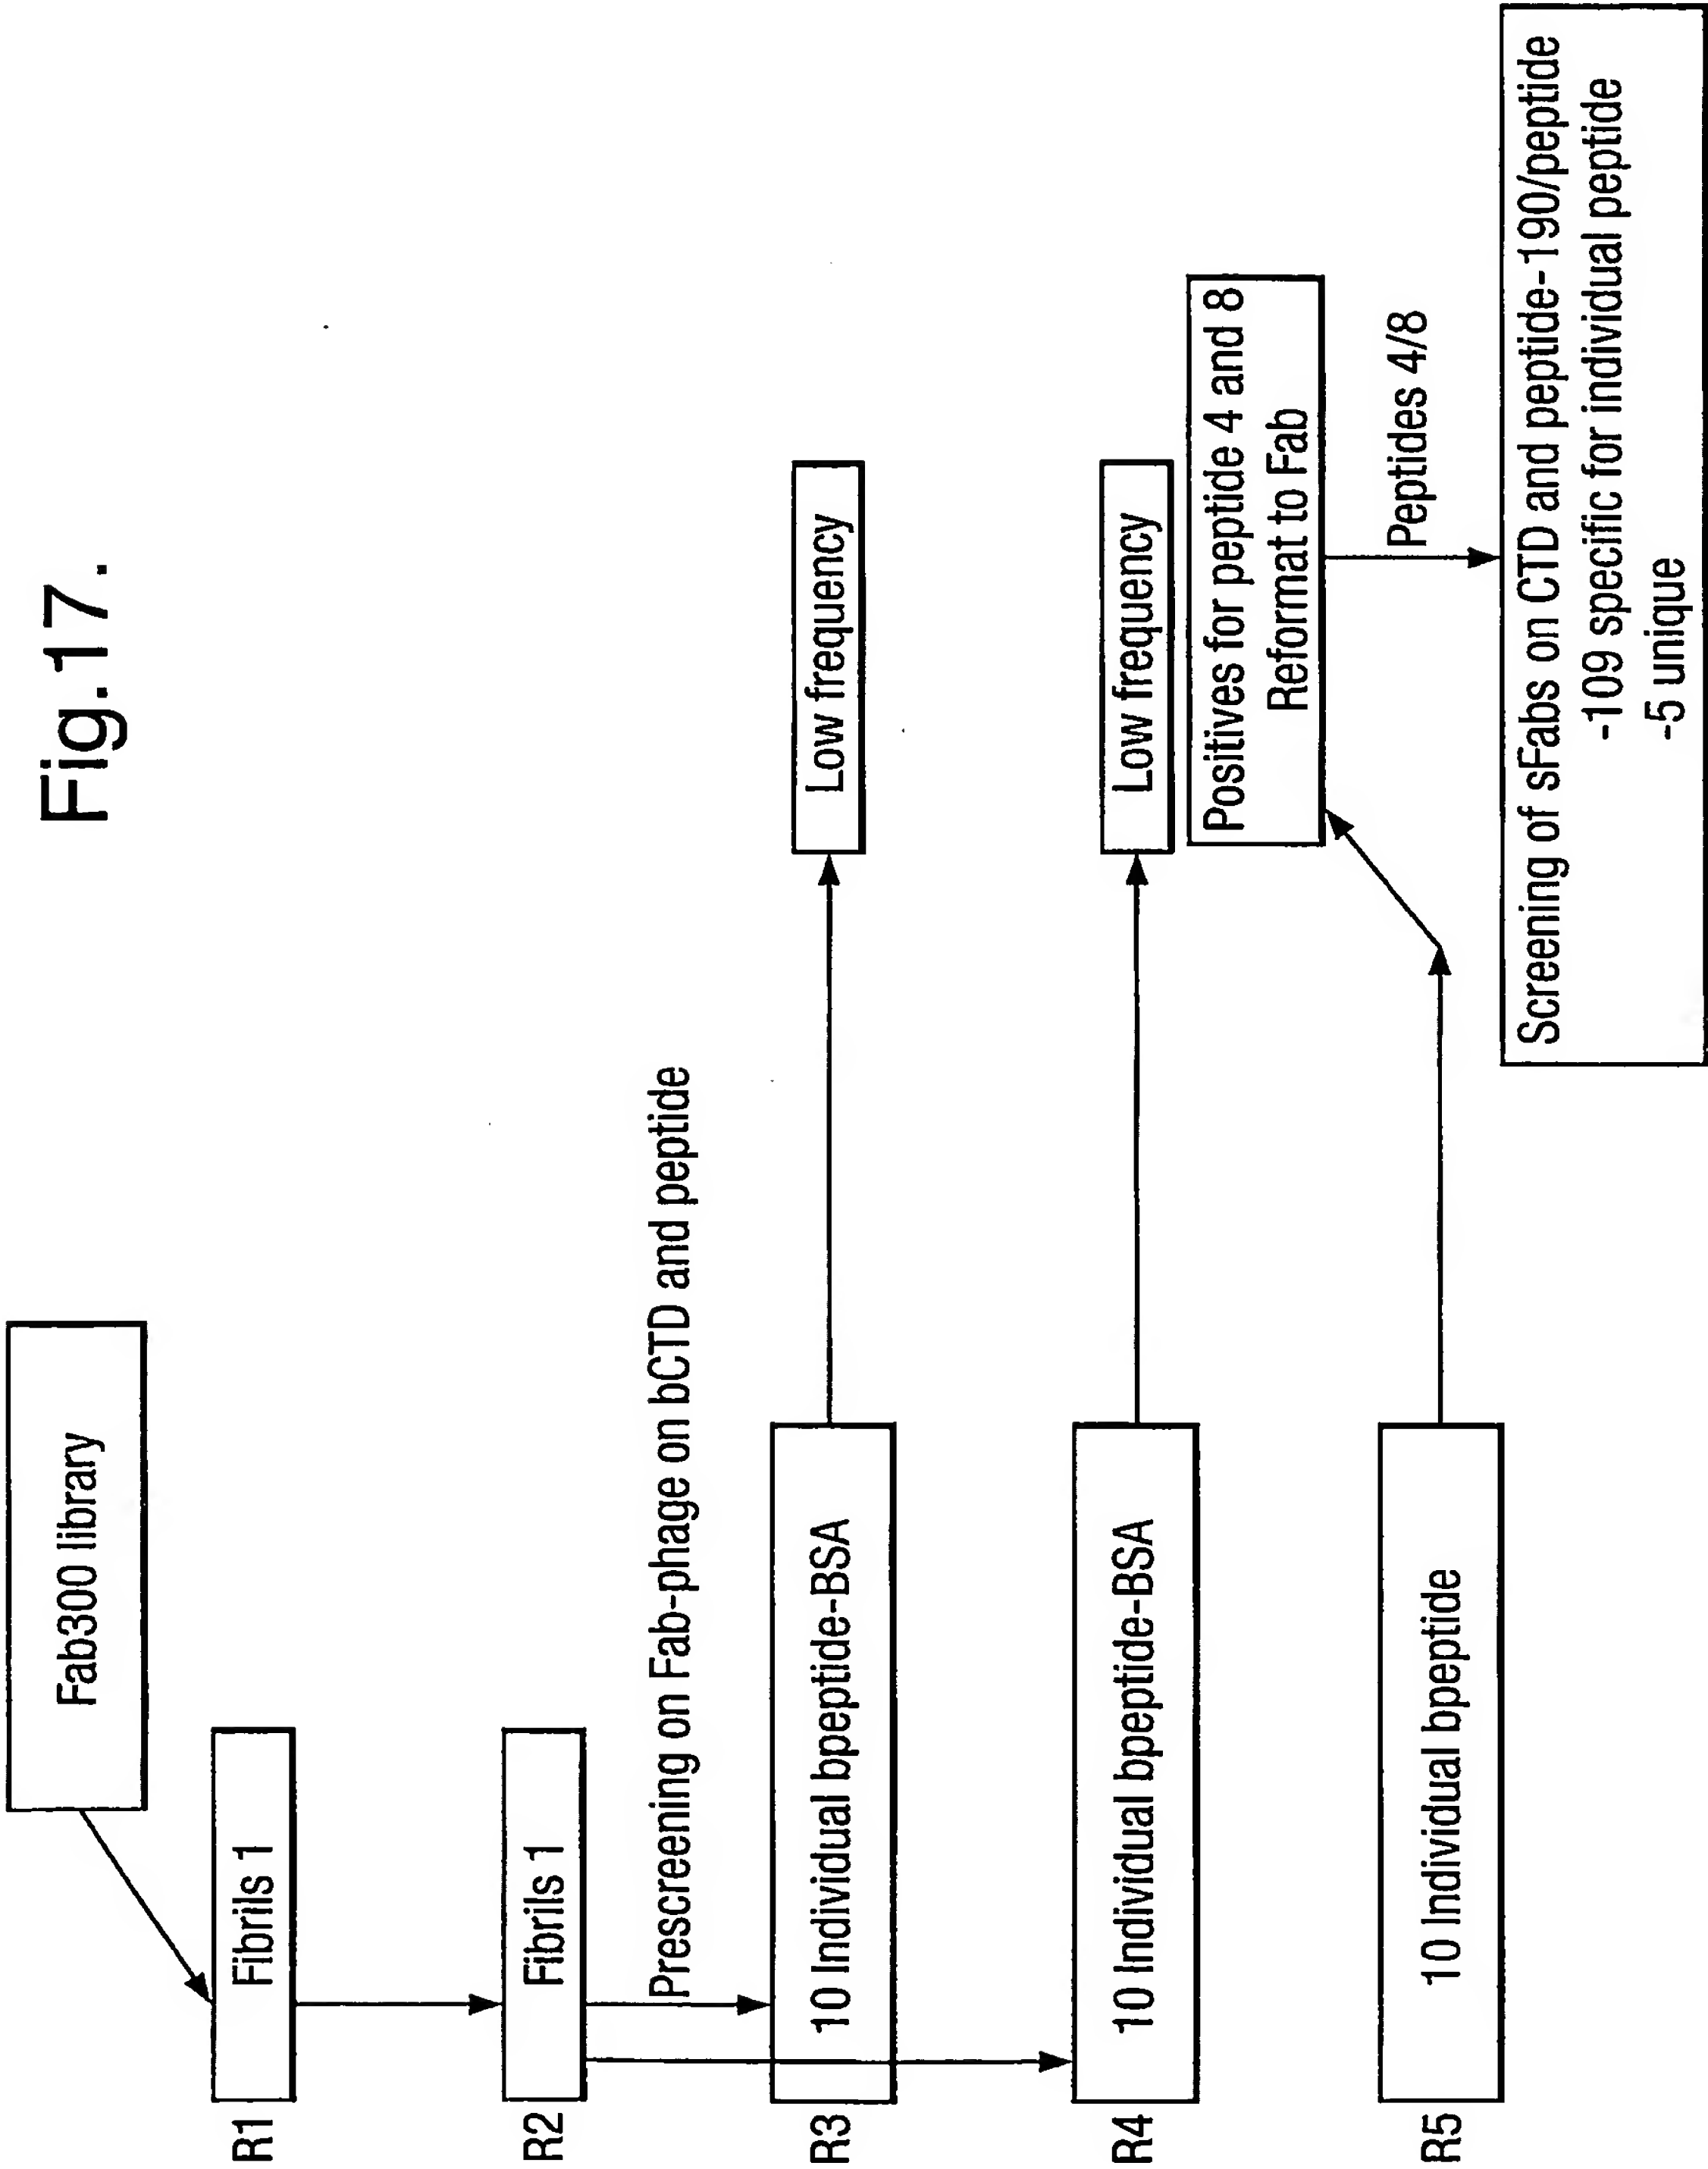 Fig.17.
Fab300 library
R1
Fibrils 1
R2
Fibrils 1
Prescreening on Fab-phage on bCTD and peptide
R3
10 Individual bpeptide-BSA
Low frequency
R4
10 Individual bpeptide-BSA
Low frequency
R5
10 Individual bpeptide
Positives for peptide 4 and 8
Reformat to Fab
Peptides 4/8
Screening of sFabs on CTD and peptide-190/peptide
-109 specific for individual peptide
-5 unique